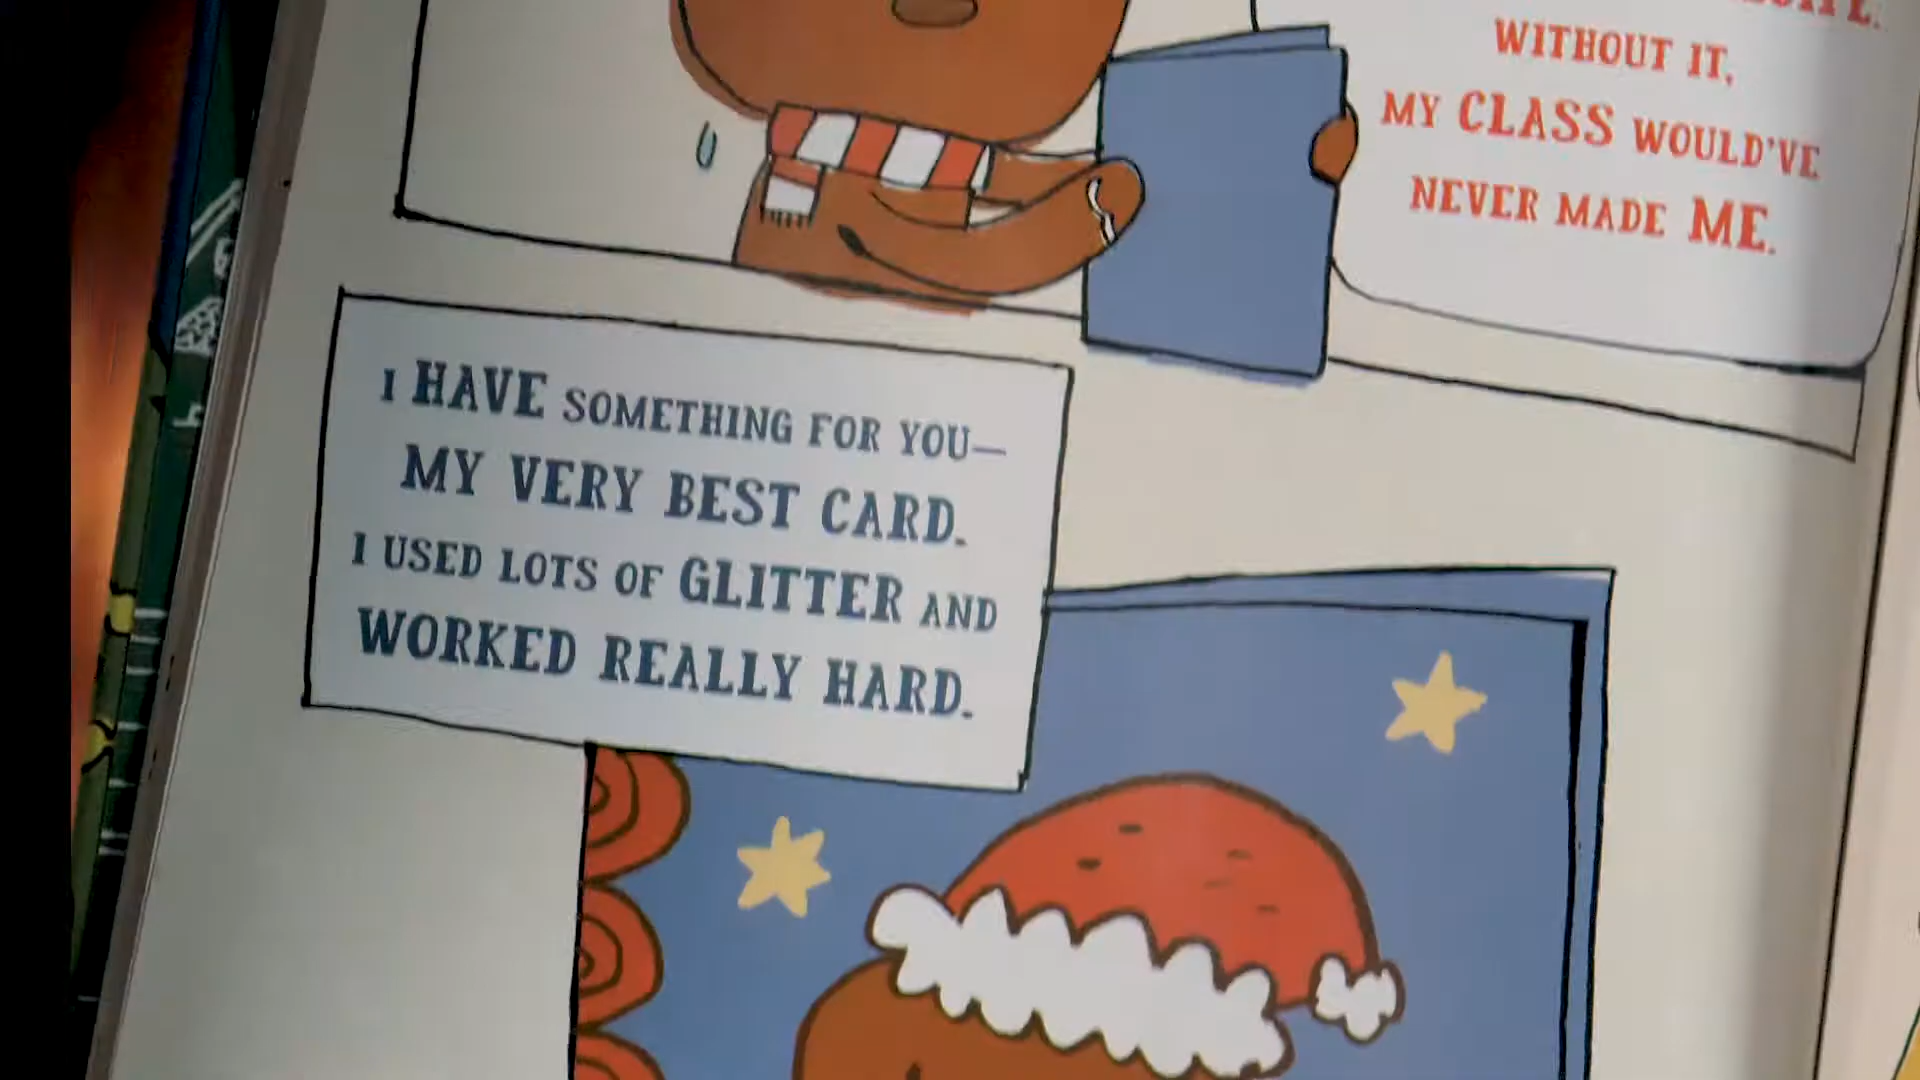 WITHOUT IT,
MY CLASS WOULD'VE
NEVER MADE ME.
I HAVE SOMETHING FOR YOU—
MY VERY BEST CARD.
I USED LOTS OF GLITTER AND
WORKED REALLY HARD.